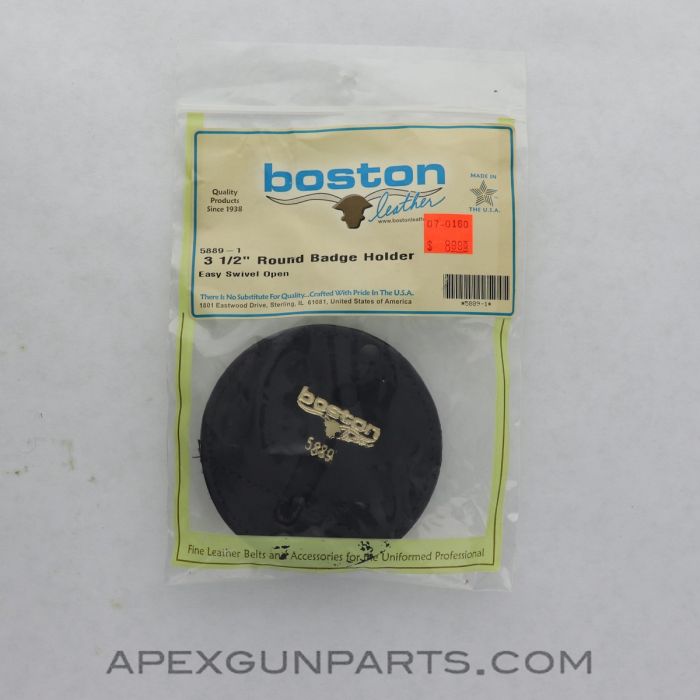 boston
leather
Quality
Products
Since 1938
MADE IN
THE U.S.A.
www.bostonleath
07-0160
$
5889-1
3 1/2" Round Badge Holder
Easy Swivel Open
There Is No Substitute For Quality...Crafted With Pride In The U.S.A.
1801 Eastwood Drive, Sterling, IL 61081, United States of America
*5889-1*
boston
5889
Fine Leather Belts and Accessories for the Uniformed Professional
APEXGUNPARTS.COM